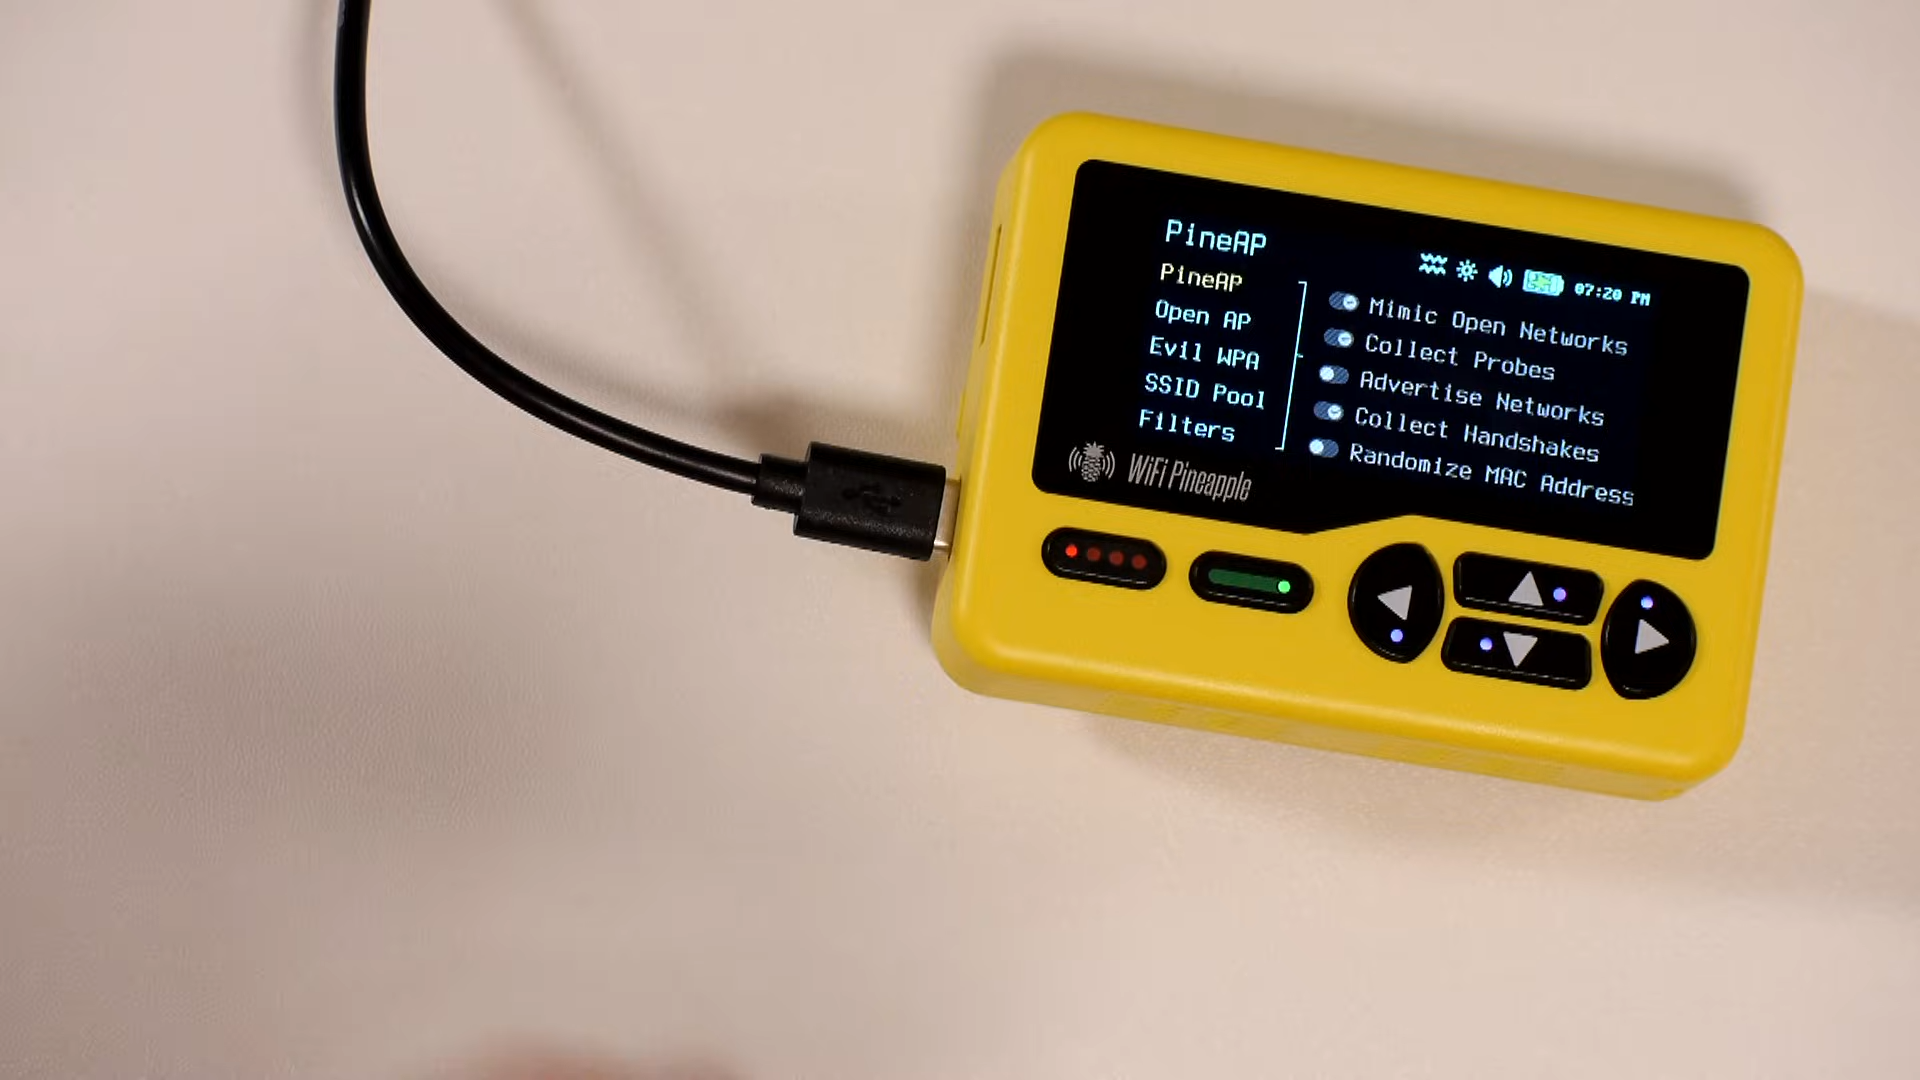 PineAP
07:20 PM
PineAP
Open AP
Evil WPA
SSID Pool
Filters
Mimic Open Networks
Collect Probes
Advertise Networks
Collect Handshakes
Randomize MAC Address
WiFi Pineapple